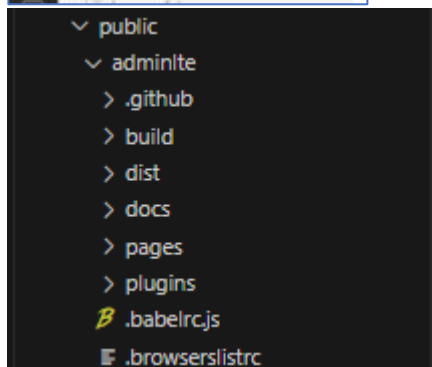 public
adminlte
.github
build
dist
docs
pages
plugins
.babelrc.js
.browserslistrc